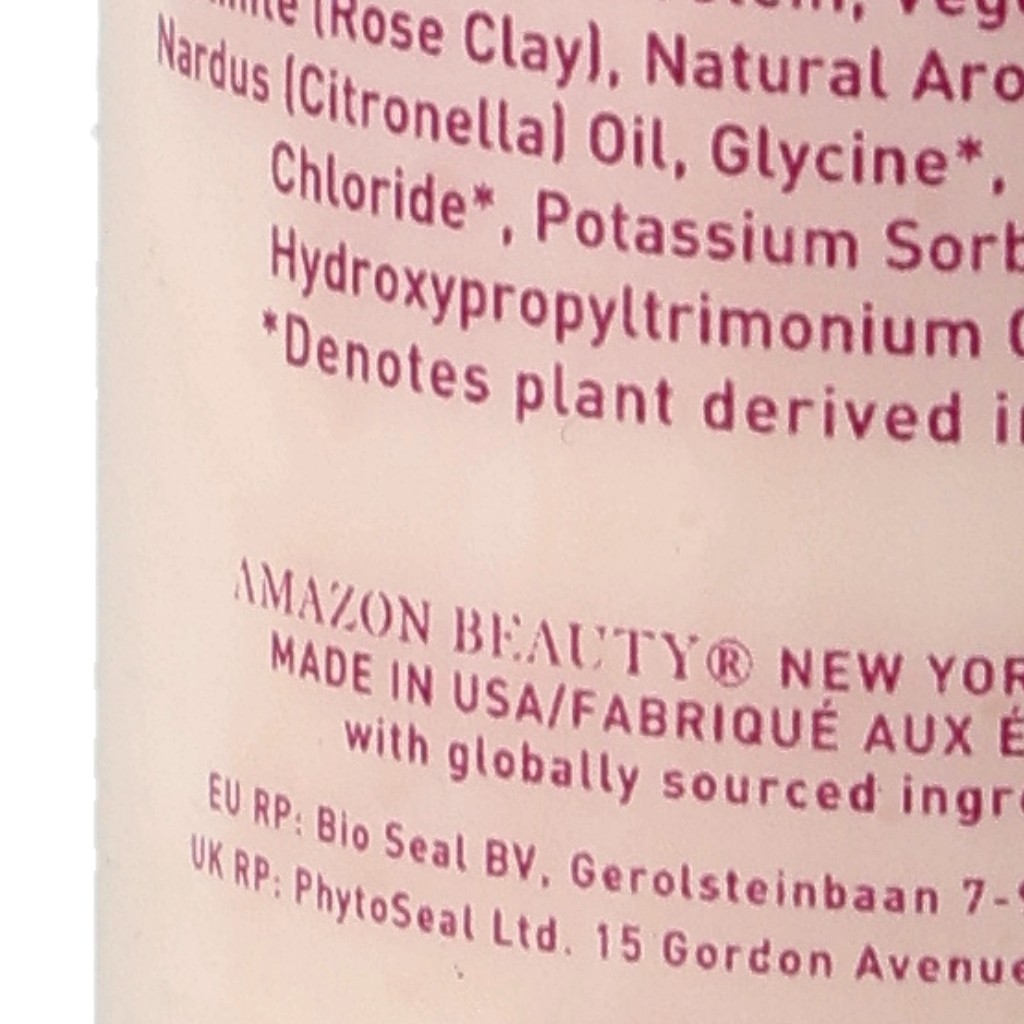 (Rose Clay), Natural Aro
Nardus (Citronella) Oil, Glycine*,
Chloride*, Potassium Sorb
Hydroxypropyltrimonium
*Denotes plant derived
AMAZON BEAUTY® NEW YOR
MADE IN USA/FABRIQUÉ AUX É
with globally sourced ingre
EU RP: Bio Seal BV, Gerolsteinbaan 7-9
UK RP: PhytoSeal Ltd. 15 Gordon Avenue